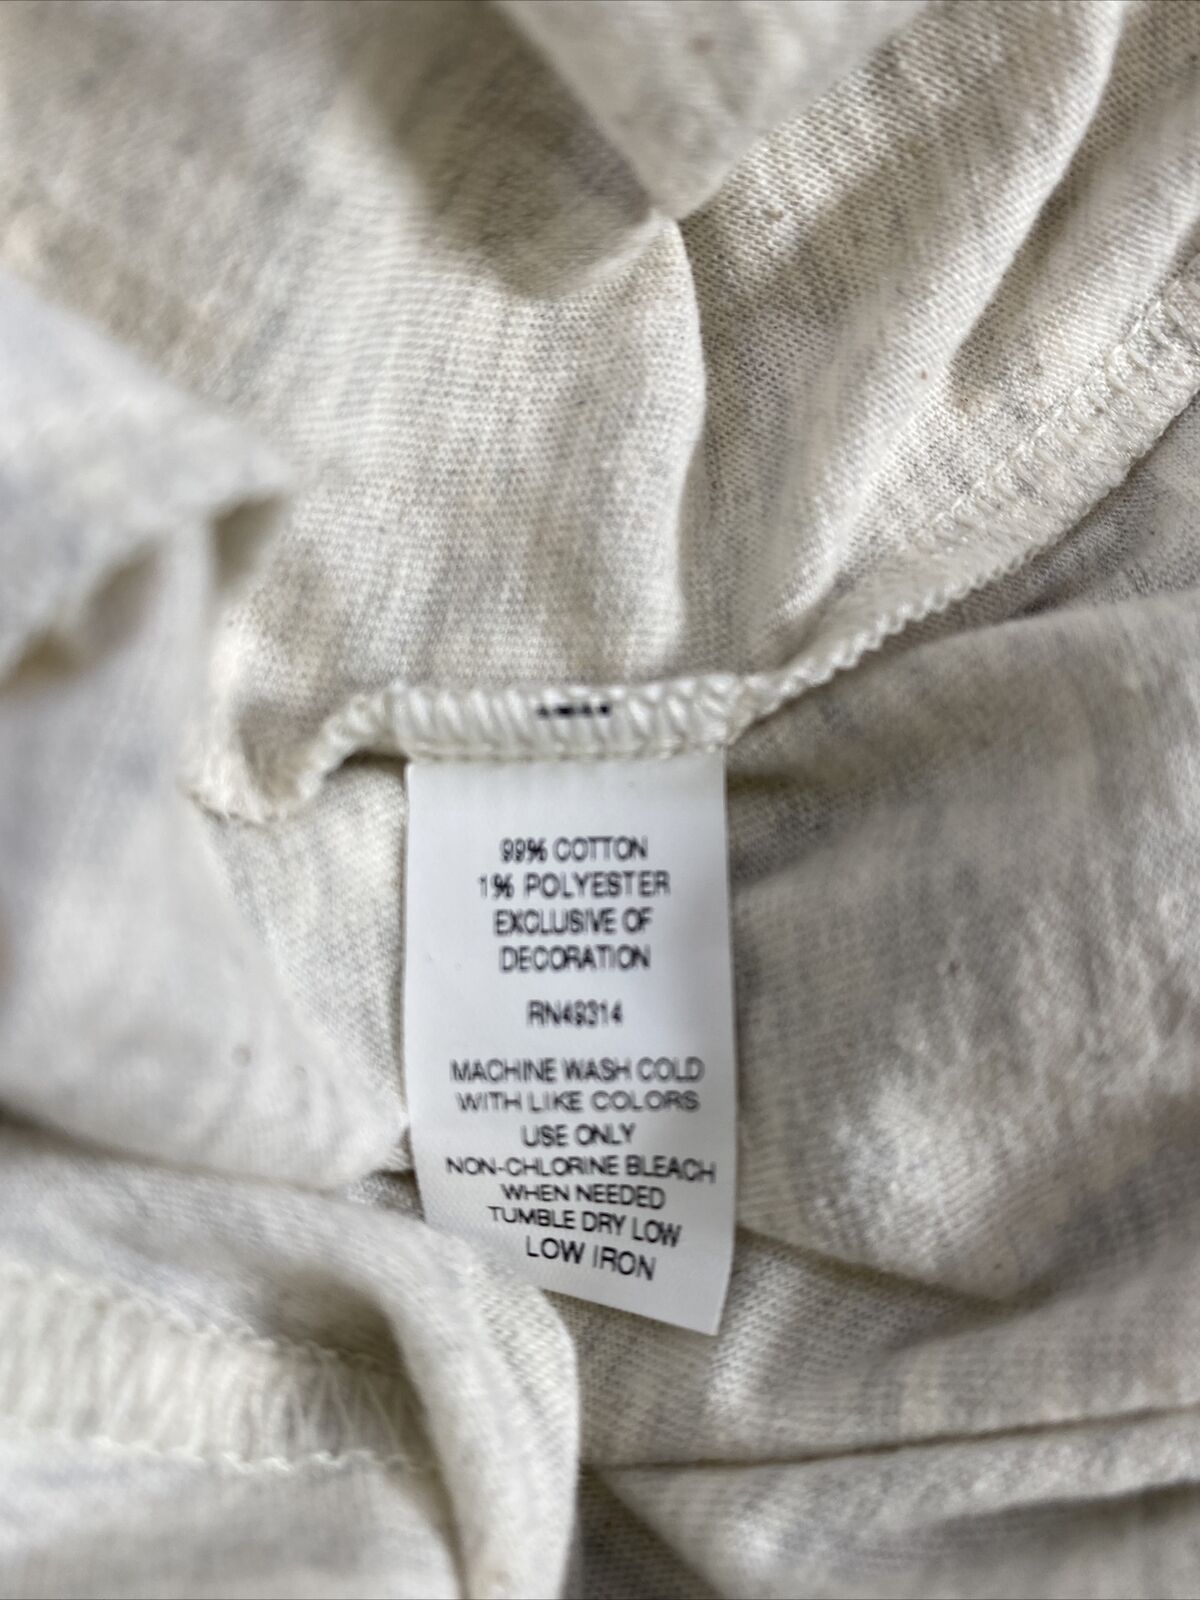 99% COTTON
1% POLYESTER
EXCLUSIVE OF
DECORATION
RN49314
MACHINE WASH COLD
WITH LIKE COLORS
USE ONLY
NON-CHLORINE BLEACH
WHEN NEEDED
TUMBLE DRY LOW
LOW IRON